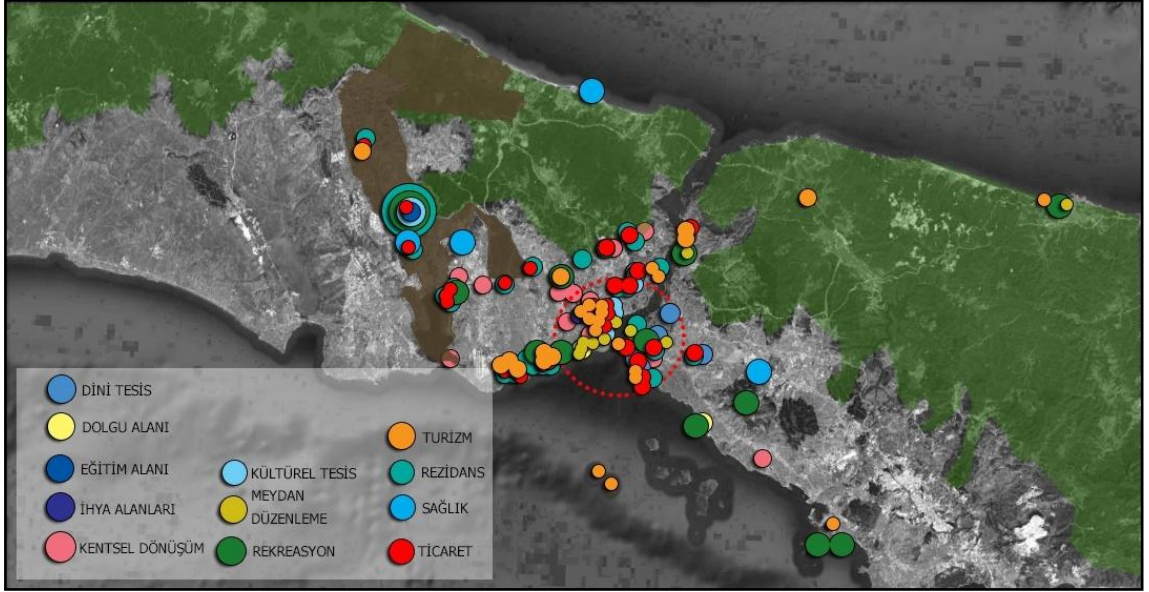 DİNİ TESİS
DOLGU ALANI
EĞİTİM ALANI
İHYA ALANLARI
KENTSEL DÖNÜŞÜM
KÜLTÜREL TESİS
MEYDAN
DÜZENLEME
REKREASYON
TURİZM
REZİDANS
SAĞLIK
TİCARET